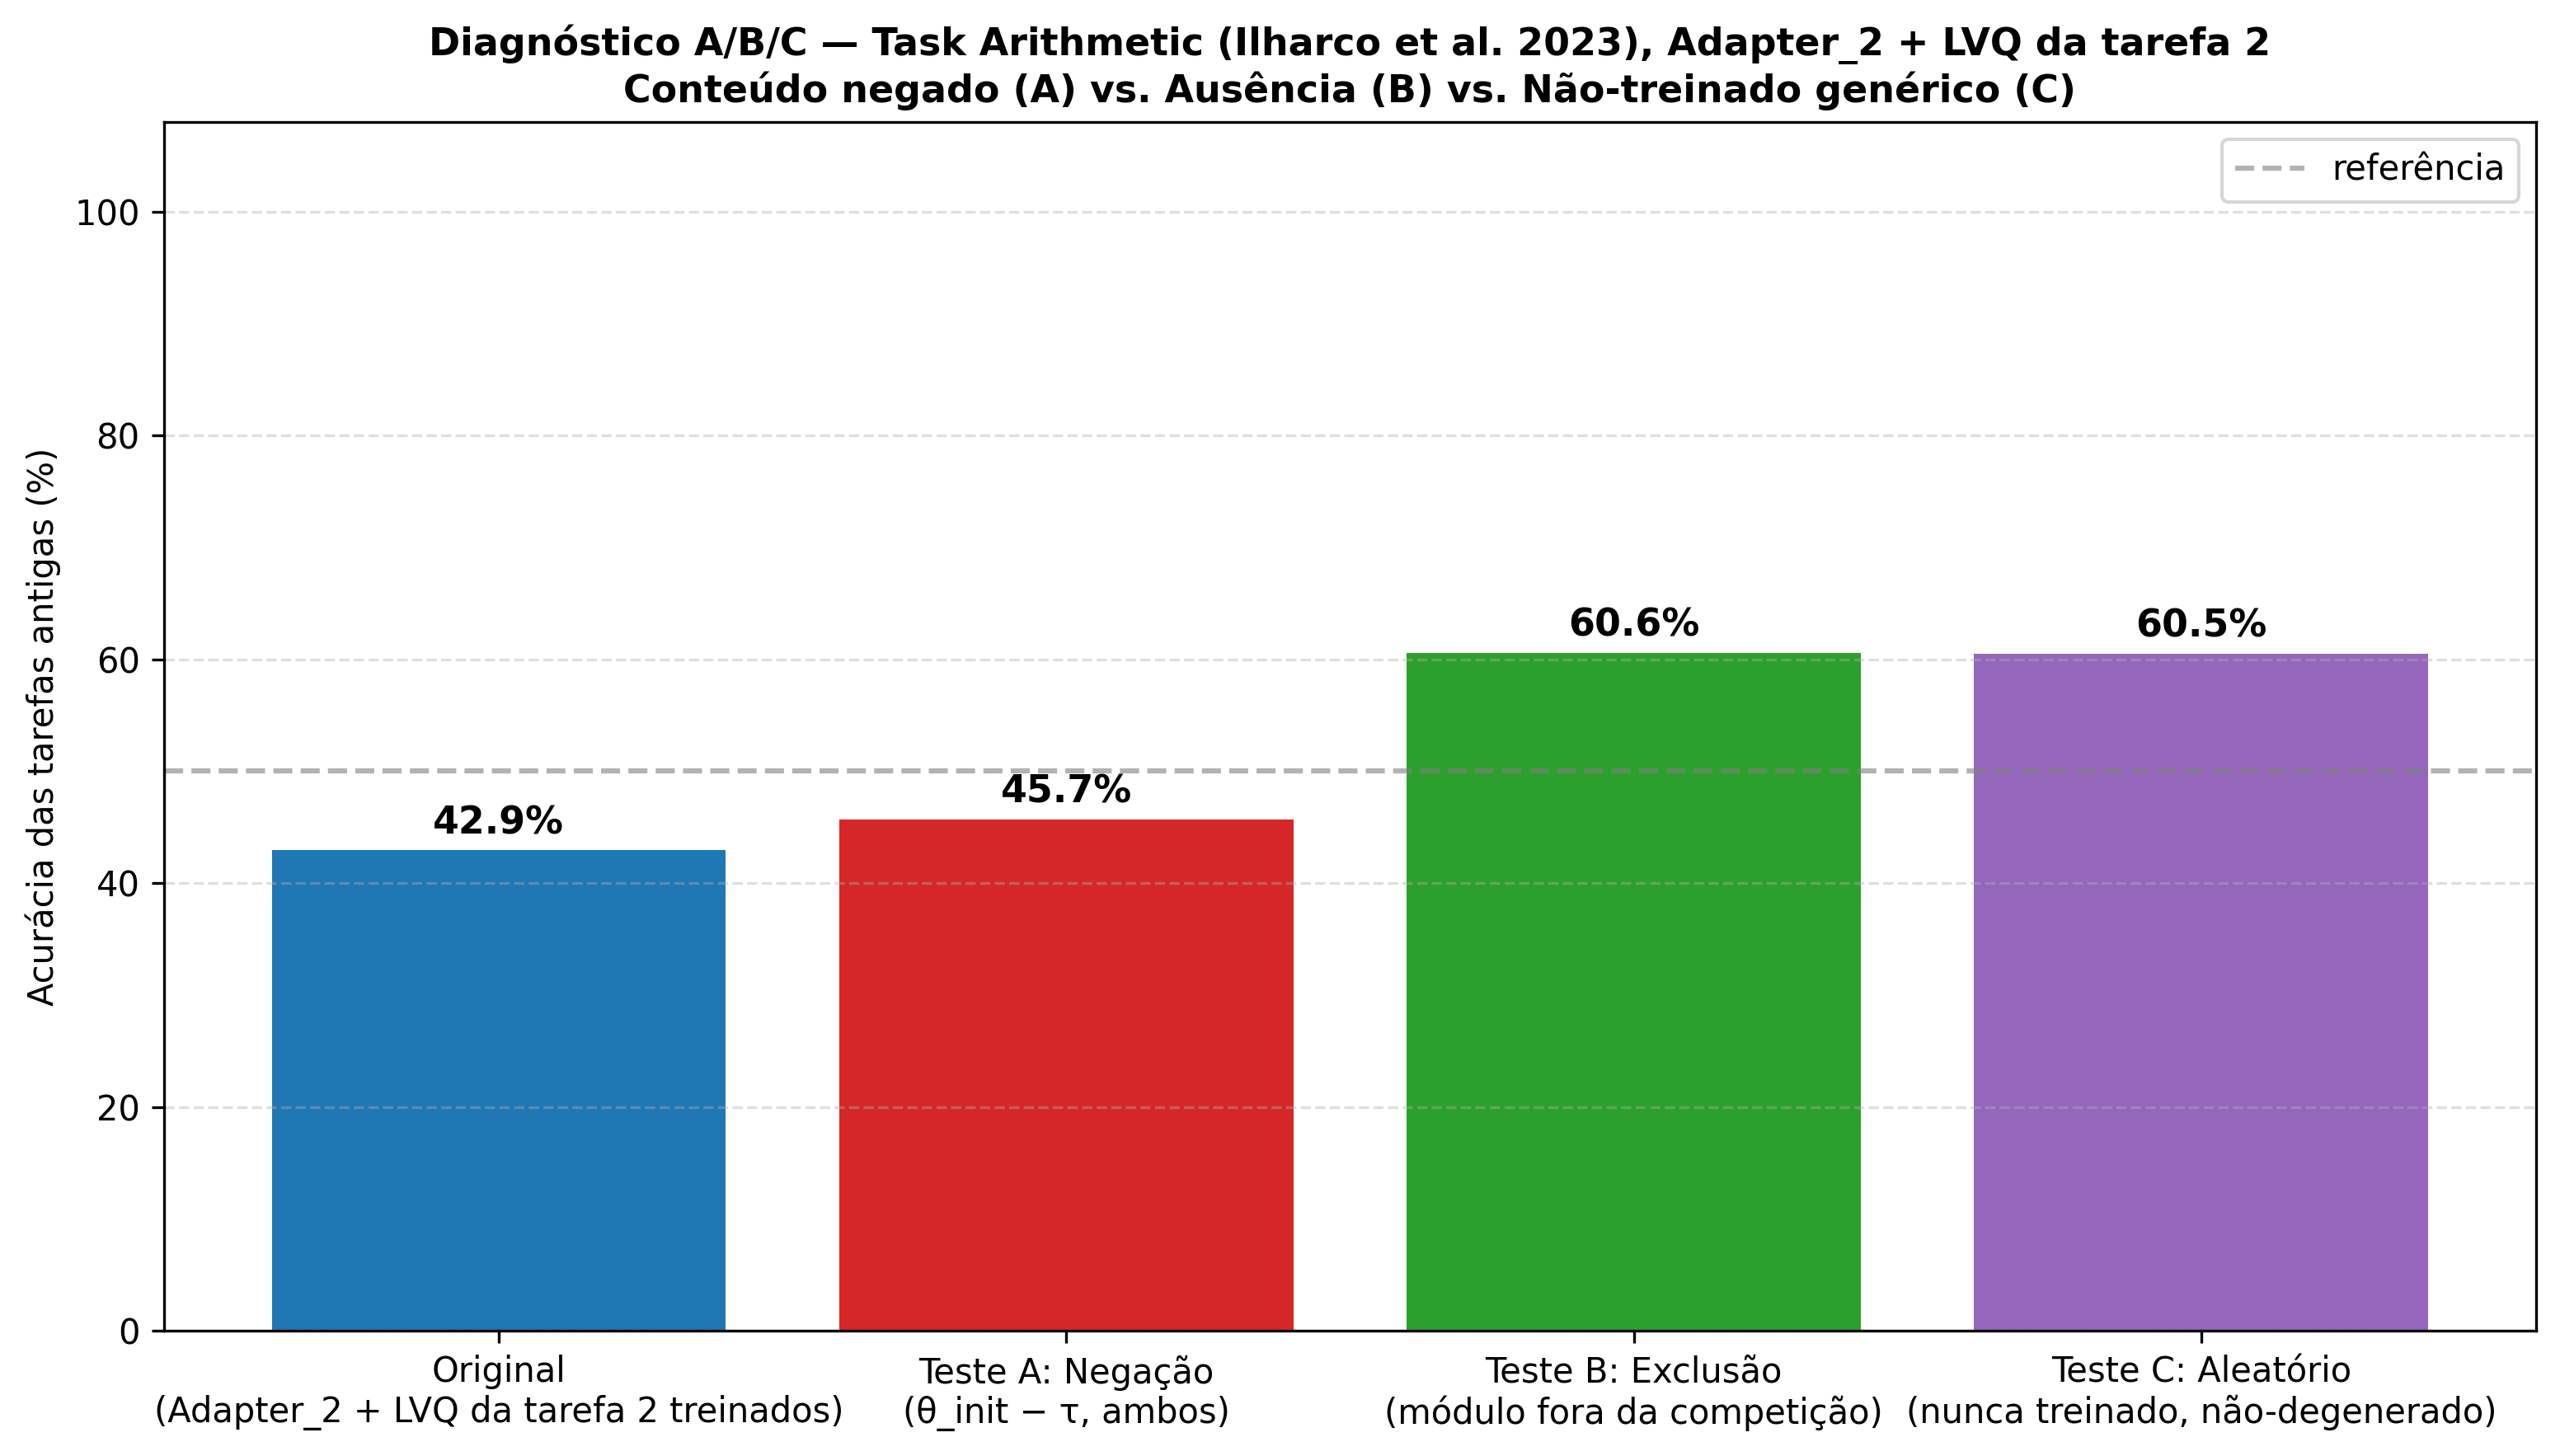 Diagnóstico A/B/C — Task Arithmetic (Ilharco et al. 2023), Adapter_2 + LVQ da tarefa 2
Conteúdo negado (A) vs. Ausência (B) vs. Não-treinado genérico (C)
referência
Acurácia das tarefas antigas (%)
100
80
60
40
20
0
42.9%
45.7%
60.6%
60.5%
Original
(Adapter_2 + LVQ da tarefa 2 treinados)
Teste A: Negação
(θ_init − τ, ambos)
Teste B: Exclusão
(módulo fora da competição)
Teste C: Aleatório
(nunca treinado, não-degenerado)